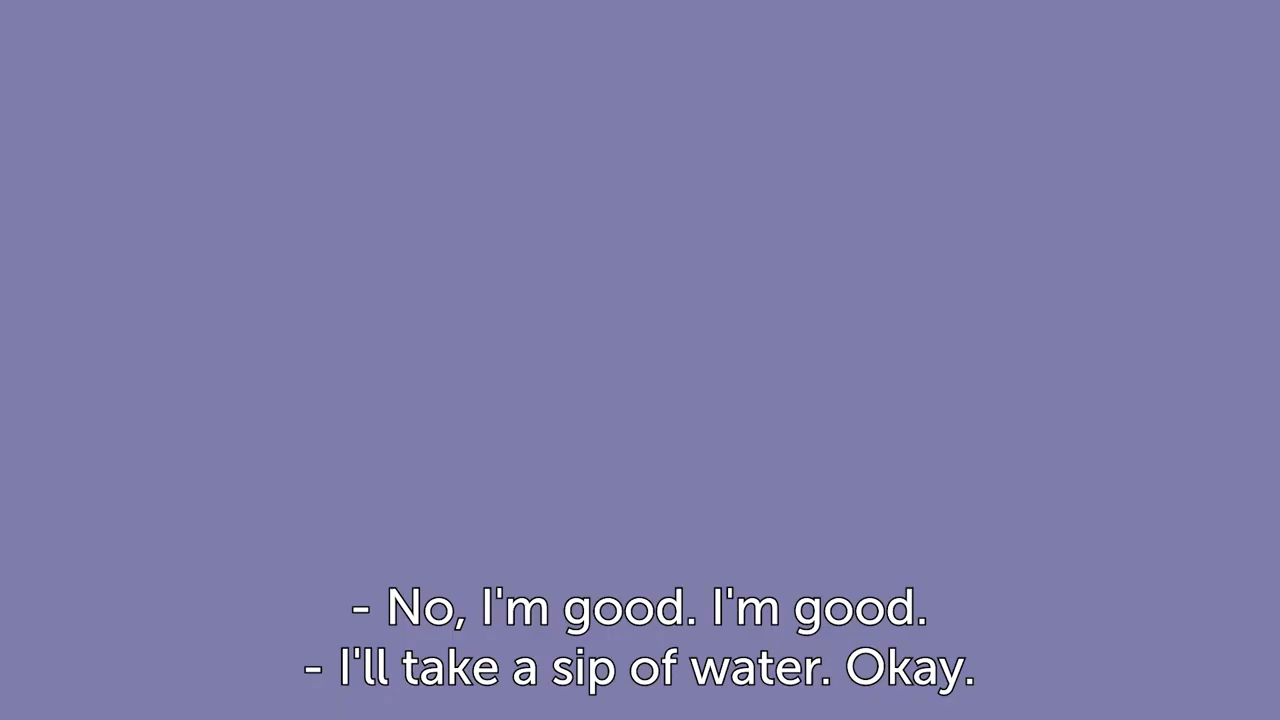 - No, I'm good. I'm good.
- I'll take a sip of water. Okay.